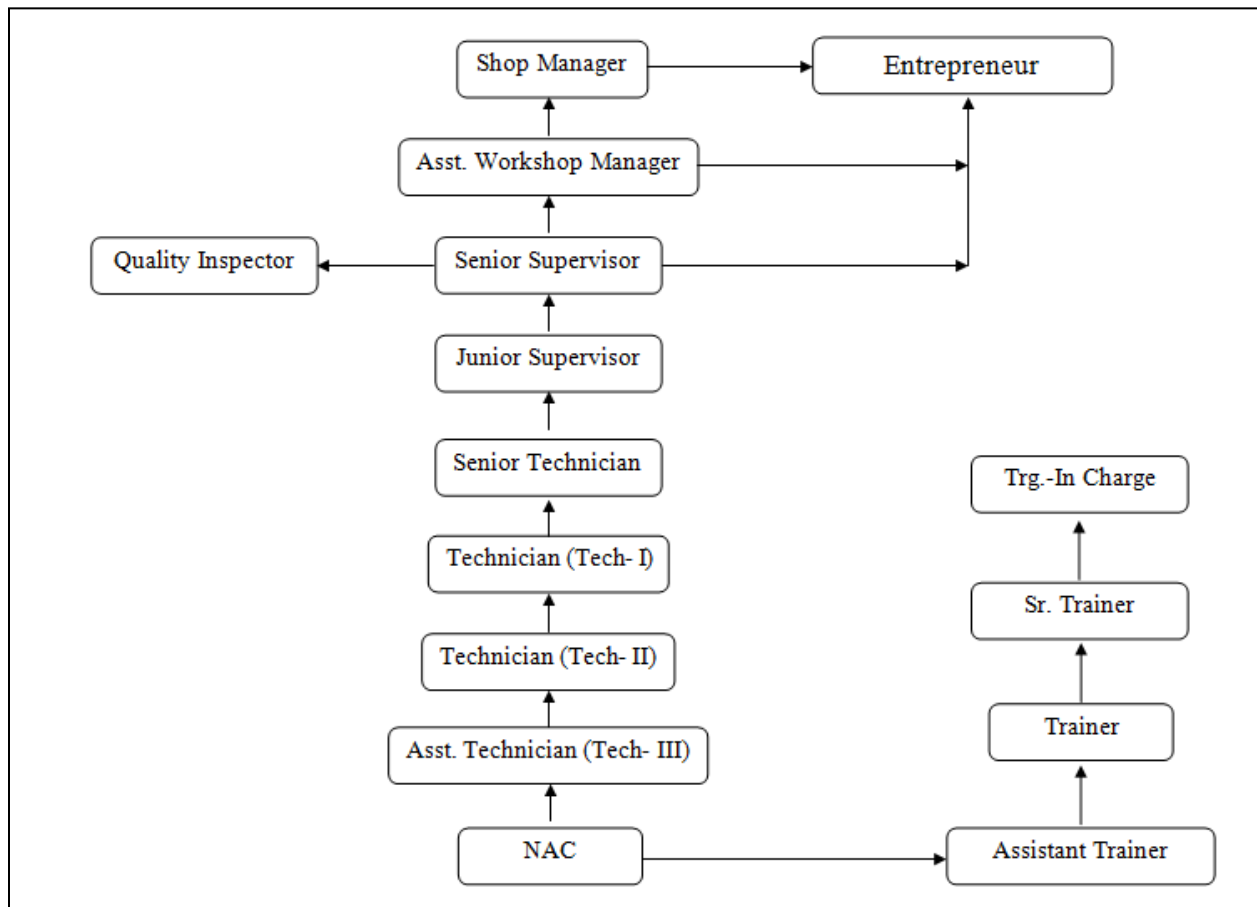 Shop Manager
Entrepreneur
Asst. Workshop Manager
Quality Inspector
Senior Supervisor
Junior Supervisor
Senior Technician
Trg.-In Charge
Technician (Tech- I)
Sr. Trainer
Technician (Tech- II)
Trainer
Asst. Technician (Tech- III)
NAC
Assistant Trainer